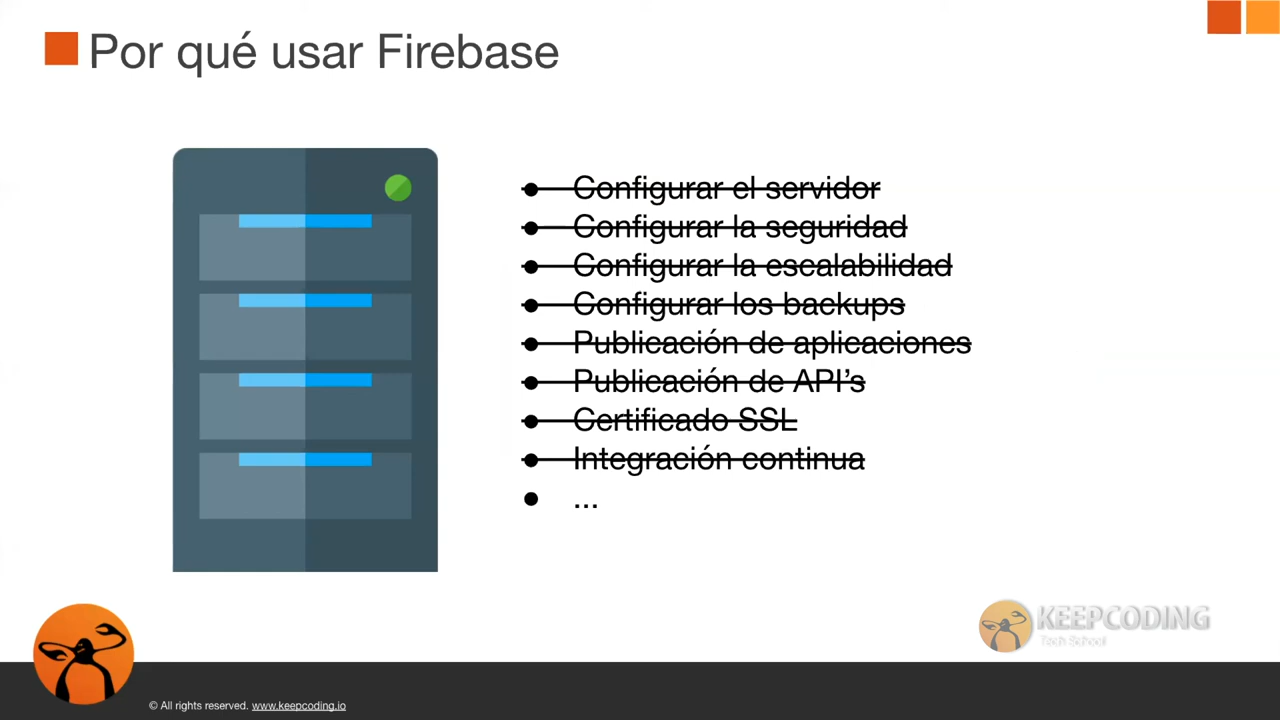 Por qué usar Firebase
• Configurar el servidor
• Configurar la seguridad
• Configurar la escalabilidad
• Configurar los backups
• Publicación de aplicaciones
• Publicación de API’s
• Certificado SSL
• Integración continua
• ...
KEEPCODING
Tech School
© All rights reserved. www.keepcoding.io